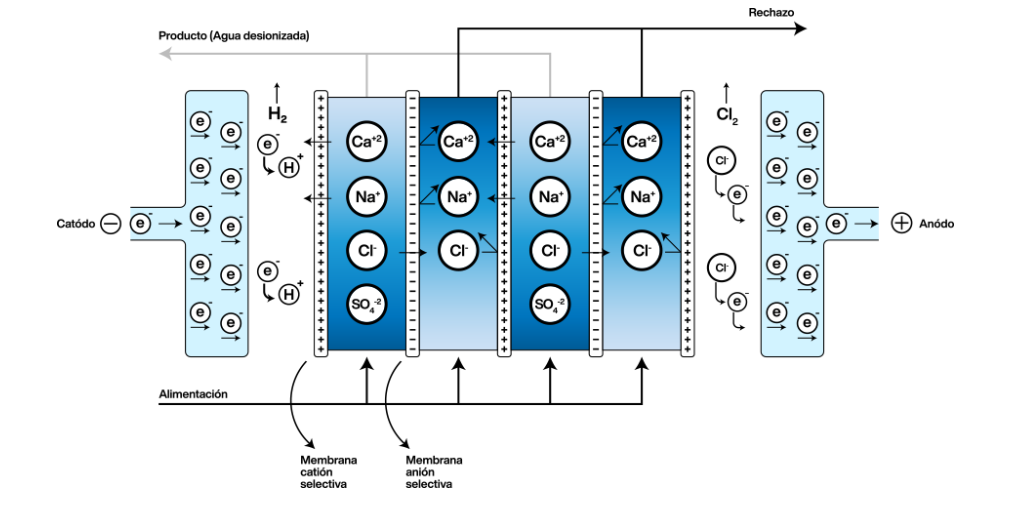 Rechazo
Producto (Agua desionizada)
H2
Cl2
e-
e-
e-
e-
e-
e-
e-
e-
e-
e-
e-
H+
e-
H+
Ca+2
Na+
Cl-
SO4-2
Ca+2
Na+
Cl-
Ca+2
Na+
Cl-
SO4-2
Ca+2
Na+
Cl-
Cl-
e-
Cl-
e-
e-
e-
e-
e-
e-
e-
e-
e-
e-
e-
e-
Catódo −
e-
+ Anódo
Alimentación
Membrana
catión
selectiva
Membrana
anión
selectiva